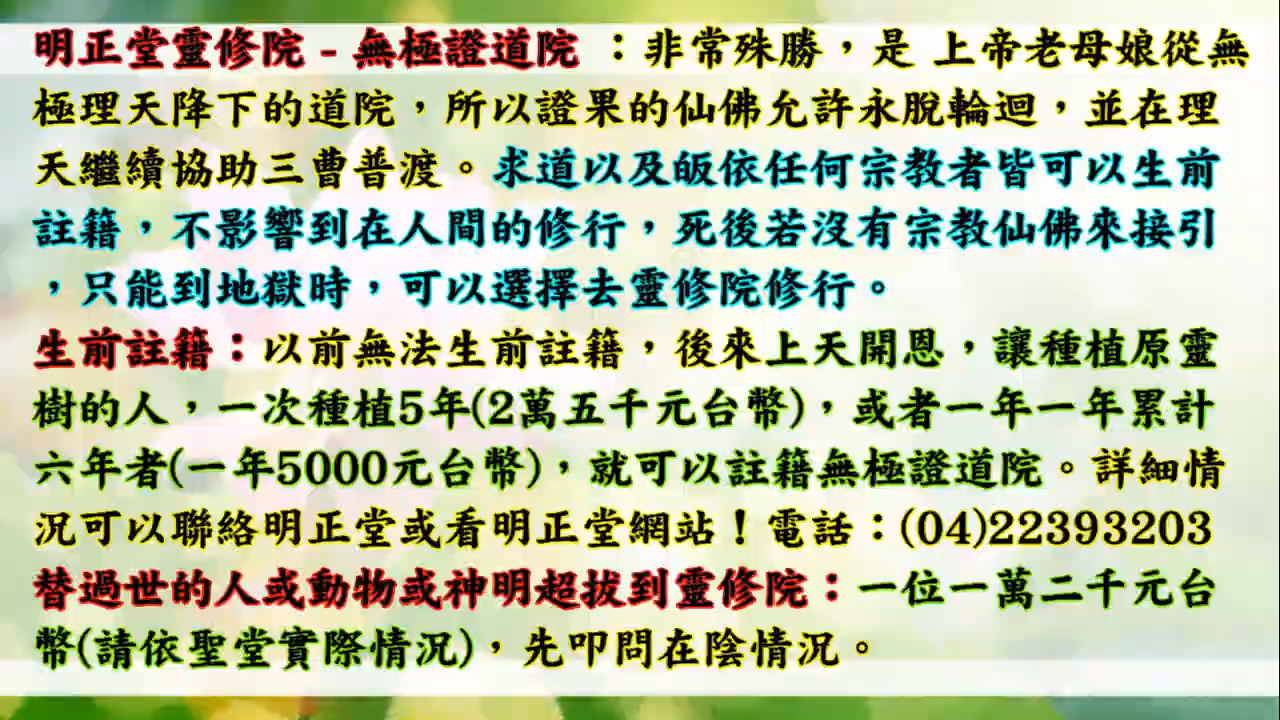 明正堂靈修院 - 無極證道院 ：非常殊勝，是 上帝老母娘從無
極理天降下的道院，所以證果的仙佛允許永脫輪迴，並在理
天繼續協助三曹普渡。求道以及皈依任何宗教者皆可以生前
註籍，不影響到在人間的修行，死後若沒有宗教仙佛來接引
，只能到地獄時，可以選擇去靈修院修行。
生前註籍：以前無法生前註籍，後來上天開恩，讓種植原靈
樹的人，一次種植5年(2萬五千元台幣)，或者一年一年累計
六年者(一年5000元台幣)，就可以註籍無極證道院。詳細情
況可以聯絡明正堂或看明正堂網站！電話：(04)22393203
替過世的人或動物或神明超拔到靈修院：一位一萬二千元台
幣(請依聖堂實際情況)，先叩問在陰情況。